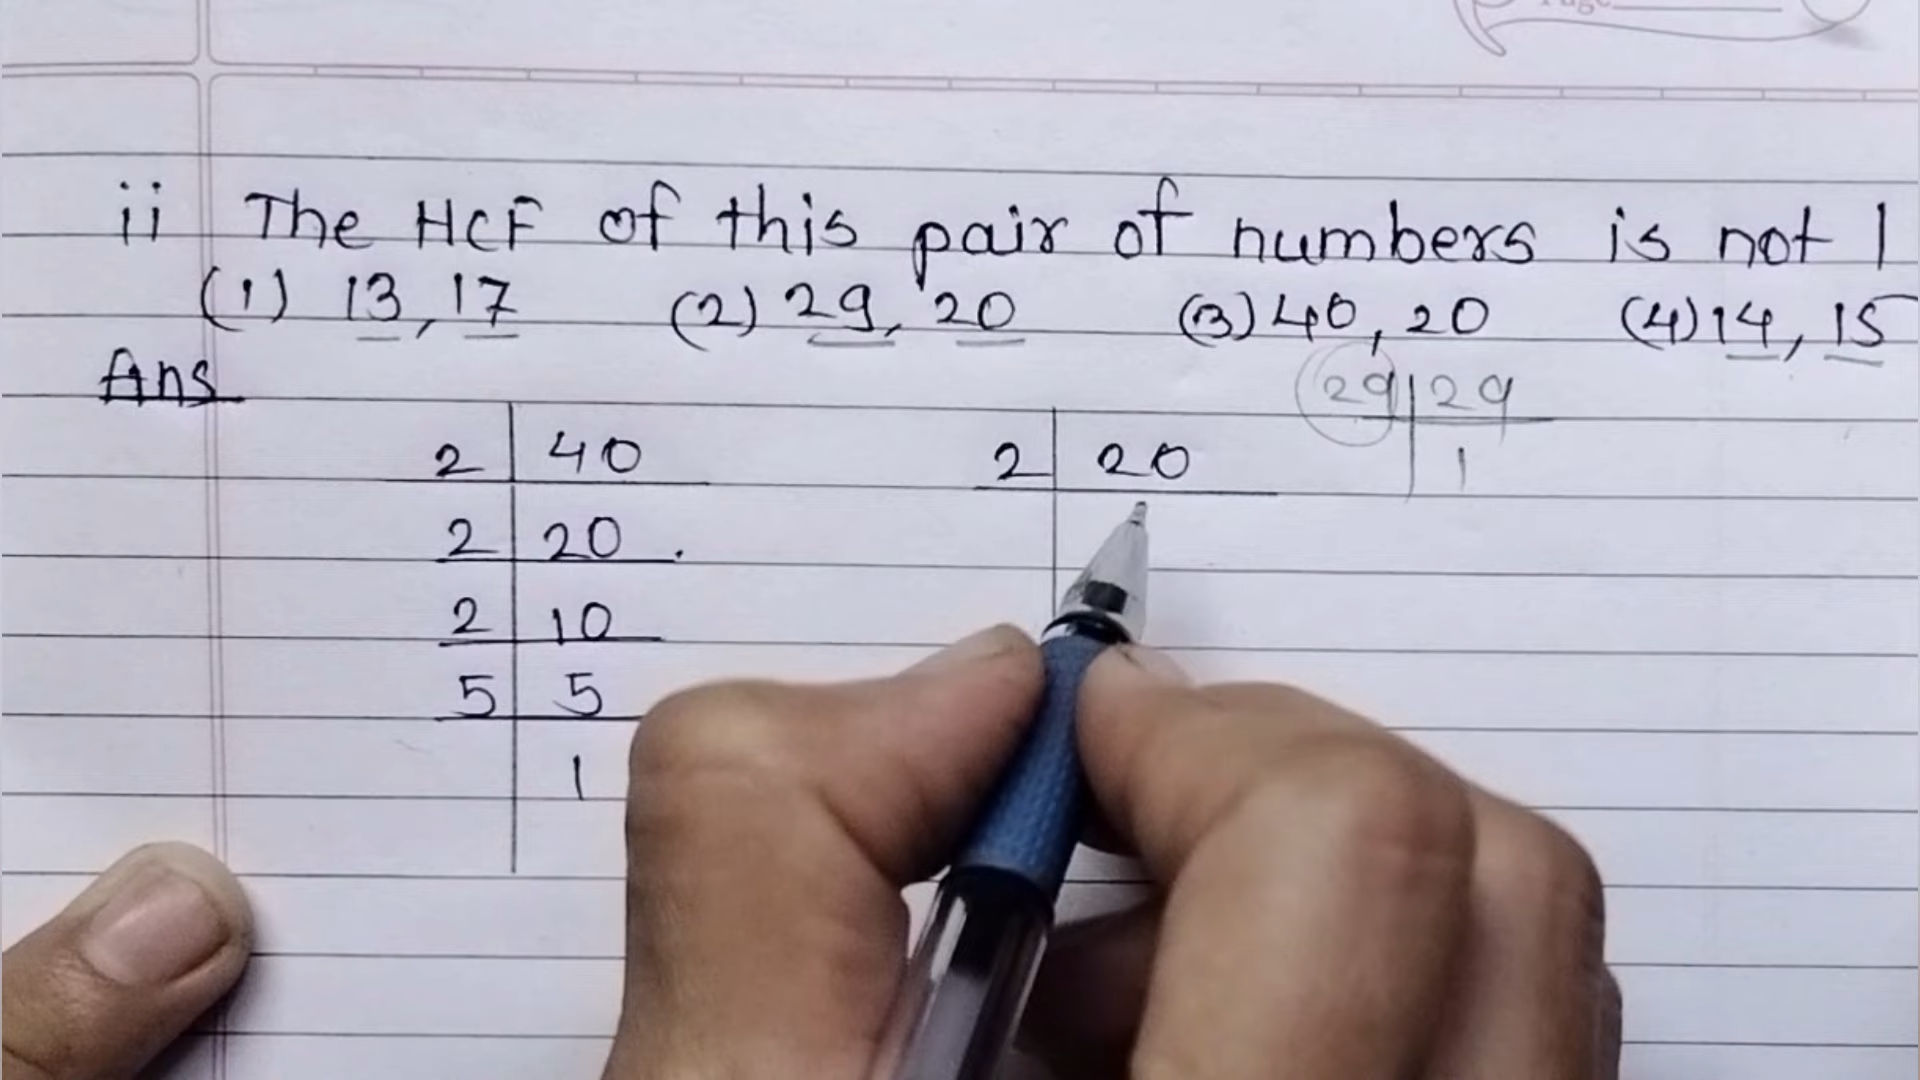 Page
ii The HCF of this pair of numbers is not 1
(1) 13, 17 (2) 29, 20 (3) 40, 20 (4) 14, 15
Ans
29 | 29
1
2 | 40
2 | 20 .
2 | 10
5 | 5
1
2 | 20